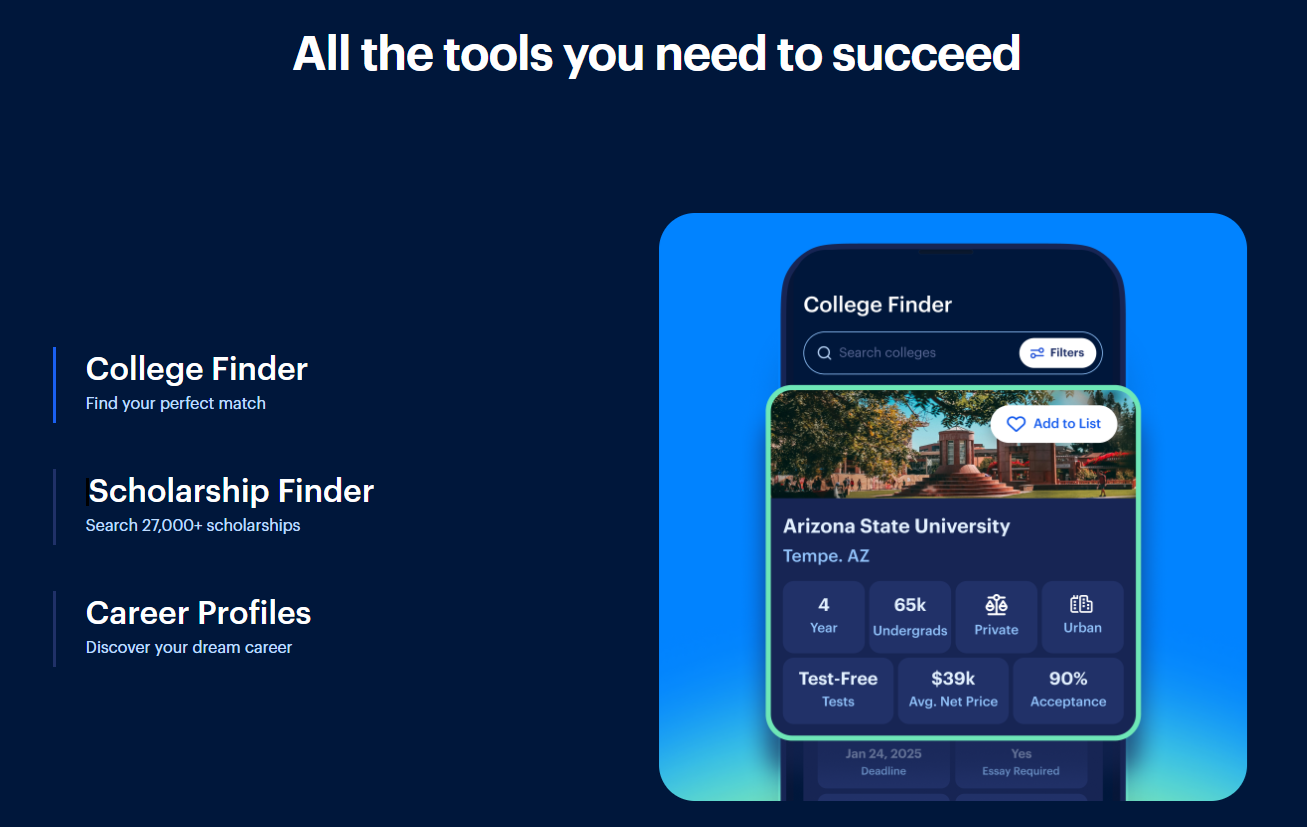 All the tools you need to succeed
College Finder
Find your perfect match
Scholarship Finder
Search 27,000+ scholarships
Career Profiles
Discover your dream career
College Finder
Search colleges
Filters
Add to List
Arizona State University
Tempe. AZ
4
Year
65k
Undergrads
Private
Urban
Test-Free
Tests
$39k
Avg. Net Price
90%
Acceptance
Jan 24, 2025
Deadline
Yes
Essay Required